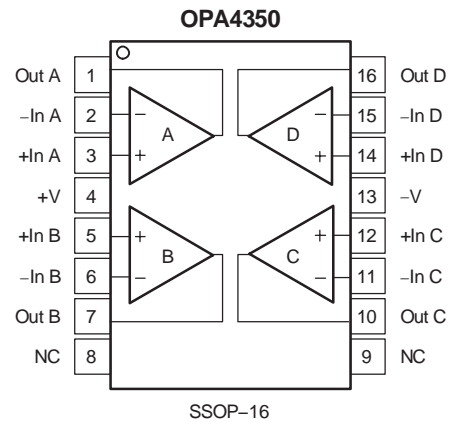 OPA4350
Out A 1 16 Out D
–In A 2 – – 15 –In D
A D
+In A 3 + + 14 +In D
+V 4 13 –V
+In B 5 + + 12 +In C
B C
–In B 6 – – 11 –In C
Out B 7 10 Out C
NC 8 9 NC
SSOP–16